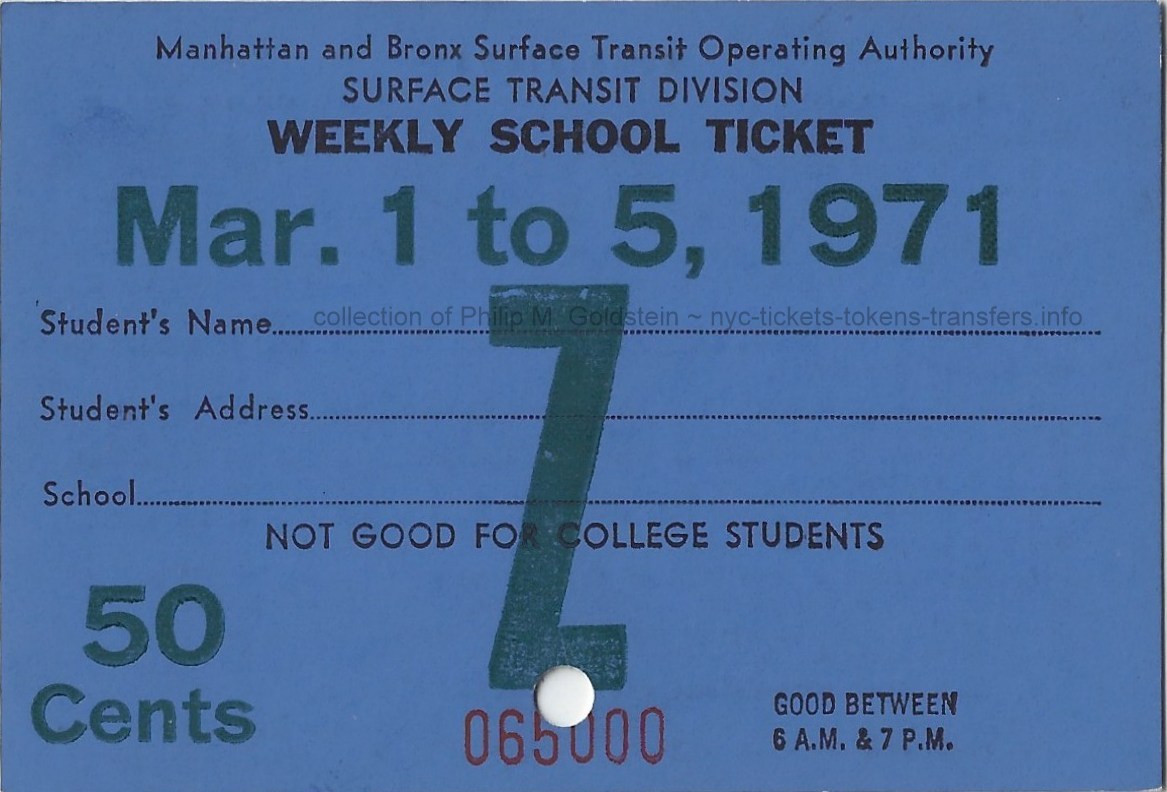 Manhattan and Bronx Surface Transit Operating Authority
SURFACE TRANSIT DIVISION
WEEKLY SCHOOL TICKET
Mar. 1 to 5, 1971
Student's Name
collection of Philip M. Goldstein ~ nyc-tickets-tokens-transfers.info
Student's Address
School
NOT GOOD FOR COLLEGE STUDENTS
Z
50
Cents
065000
GOOD BETWEEN
6 A.M. & 7 P.M.